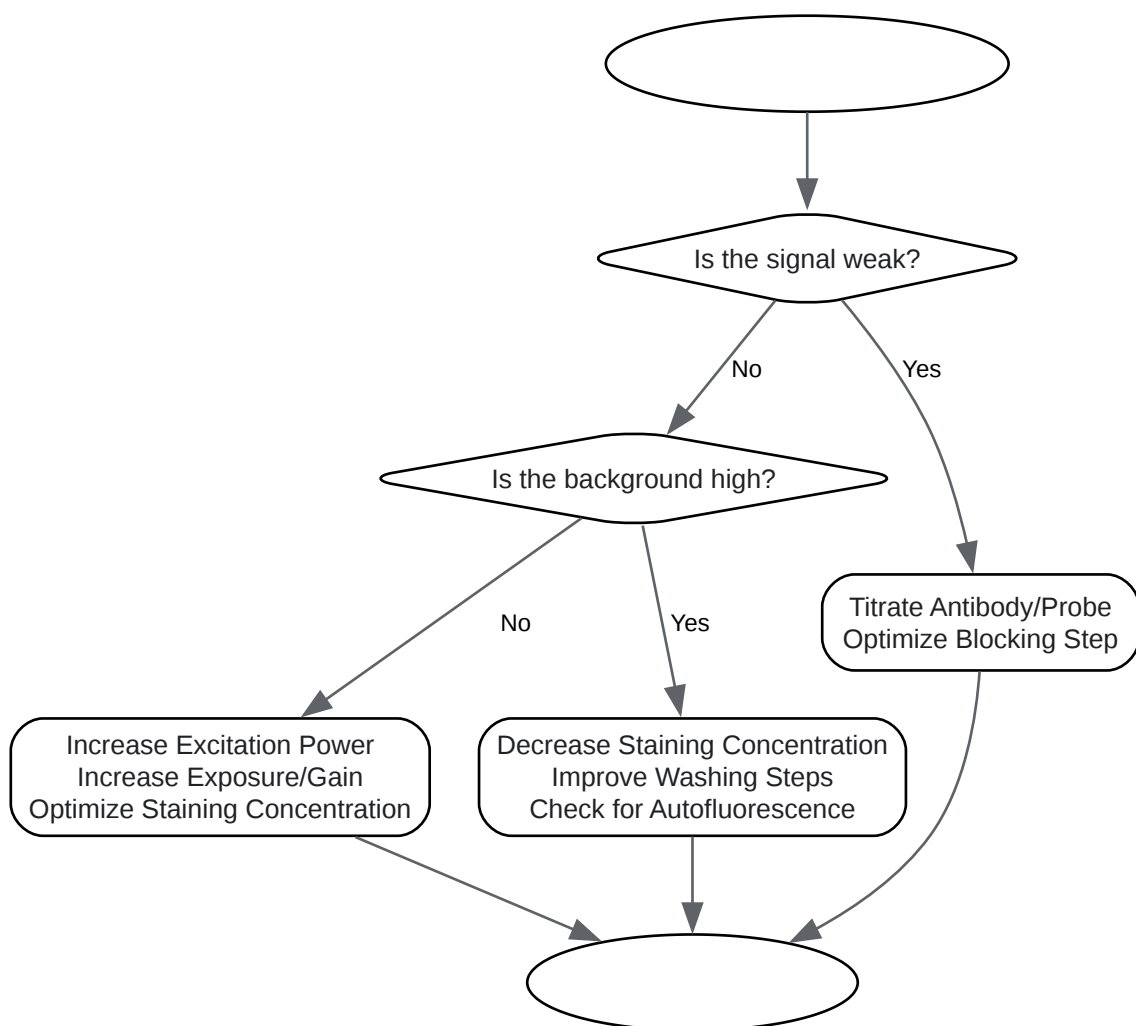 Is the signal weak?
No
Yes
Is the background high?
No
Yes
Titrate Antibody/Probe
Optimize Blocking Step
Increase Excitation Power
Increase Exposure/Gain
Optimize Staining Concentration
Decrease Staining Concentration
Improve Washing Steps
Check for Autofluorescence